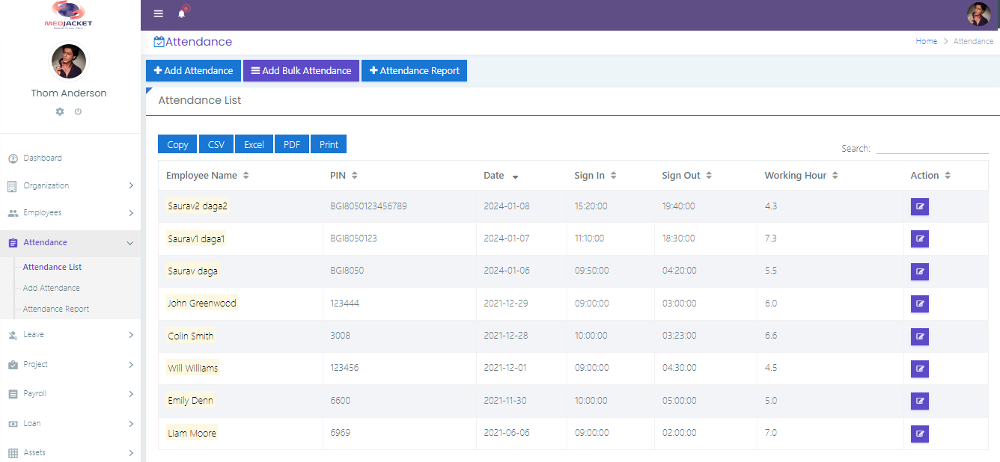 MEDJACKET
Thom Anderson
Dashboard
Organization
Employees
Attendance
Attendance List
Add Attendance
Attendance Report
Leave
Project
Payroll
Loan
Assets
Attendance
Home > Attendance
Add Attendance Add Bulk Attendance Attendance Report
Attendance List
Copy CSV Excel PDF Print
Search:
Employee Name PIN Date Sign In Sign Out Working Hour Action
Saurav2 daga2 BGI8050123456789 2024-01-08 15:20:00 19:40:00 4.3
Saurav1 daga1 BGI8050123 2024-01-07 11:10:00 18:30:00 7.3
Saurav daga BGI8050 2024-01-06 09:50:00 04:20:00 5.5
John Greenwood 123444 2021-12-29 09:00:00 03:00:00 6.0
Colin Smith 3008 2021-12-28 10:00:00 03:23:00 6.6
Will Williams 123456 2021-12-01 09:00:00 04:30:00 4.5
Emily Denn 6600 2021-11-30 10:00:00 05:00:00 5.0
Liam Moore 6969 2021-06-06 09:00:00 02:00:00 7.0